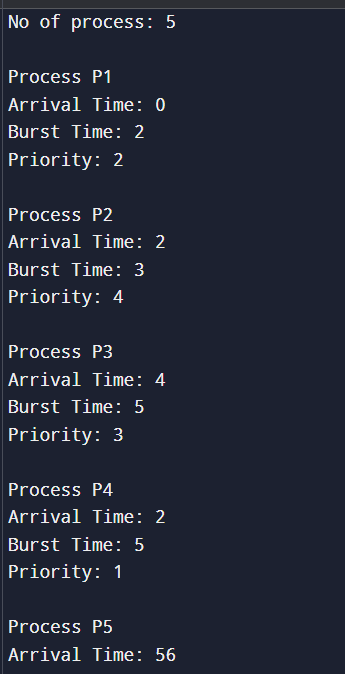 No of process: 5
Process P1
Arrival Time: 0
Burst Time: 2
Priority: 2
Process P2
Arrival Time: 2
Burst Time: 3
Priority: 4
Process P3
Arrival Time: 4
Burst Time: 5
Priority: 3
Process P4
Arrival Time: 2
Burst Time: 5
Priority: 1
Process P5
Arrival Time: 56